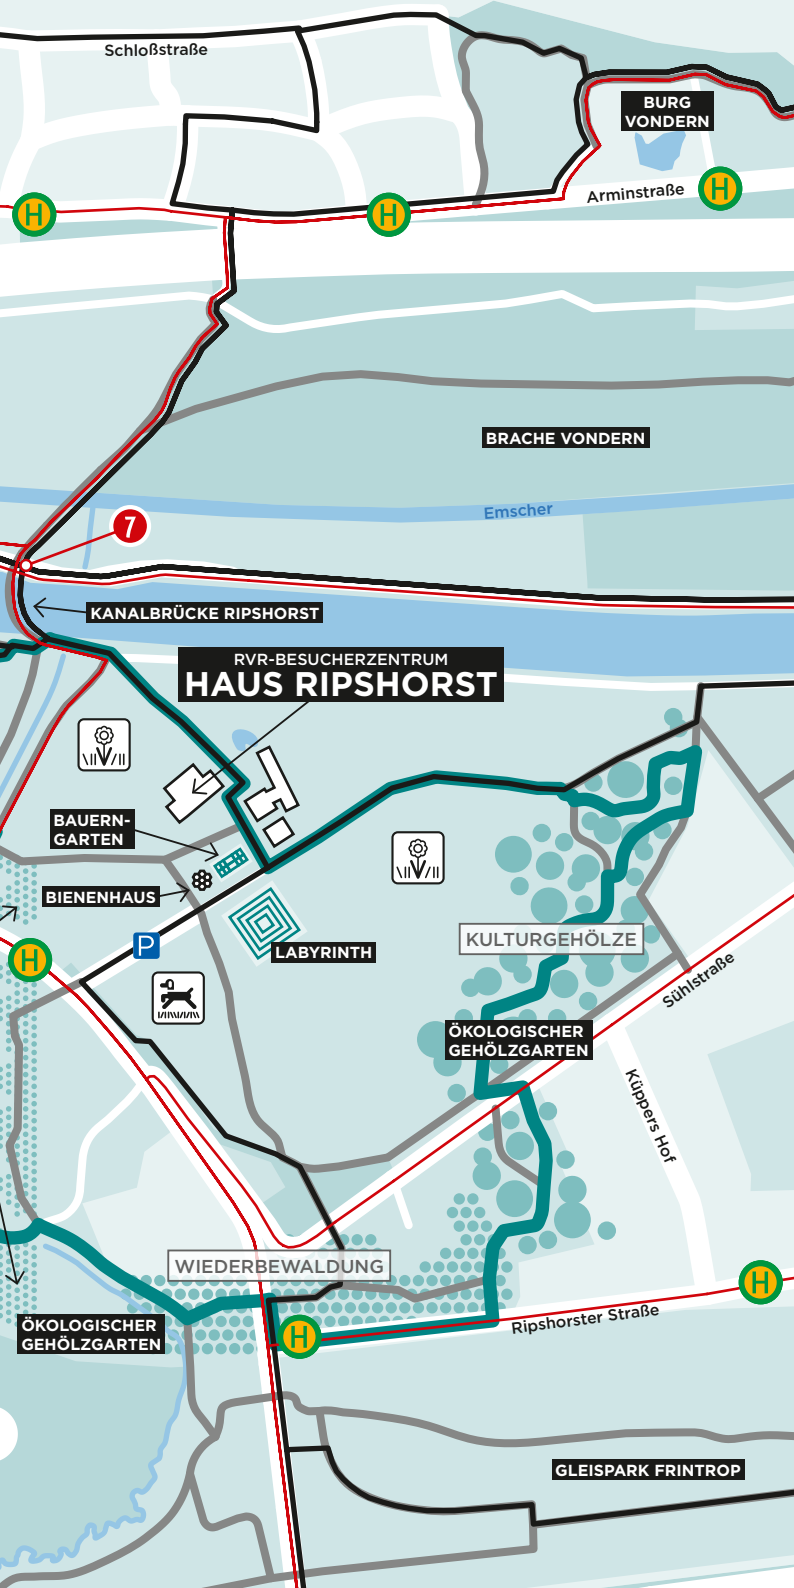 Schloßstraße
BURG
VONDERN
H
Arminstraße
H
H
BRACHE VONDERN
Emscher
7
KANALBRÜCKE RIPSHORST
RVR-BESUCHERZENTRUM
HAUS RIPSHORST
BAUERN-
GARTEN
BIENENHAUS
KULTURGEHÖLZE
P
LABYRINTH
H
Sühlstraße
ÖKOLOGISCHER
GEHÖLZGARTEN
Küppers Hof
WIEDERBEWALDUNG
H
ÖKOLOGISCHER
GEHÖLZGARTEN
H
Ripshorster Straße
GLEISPARK FRINTROP